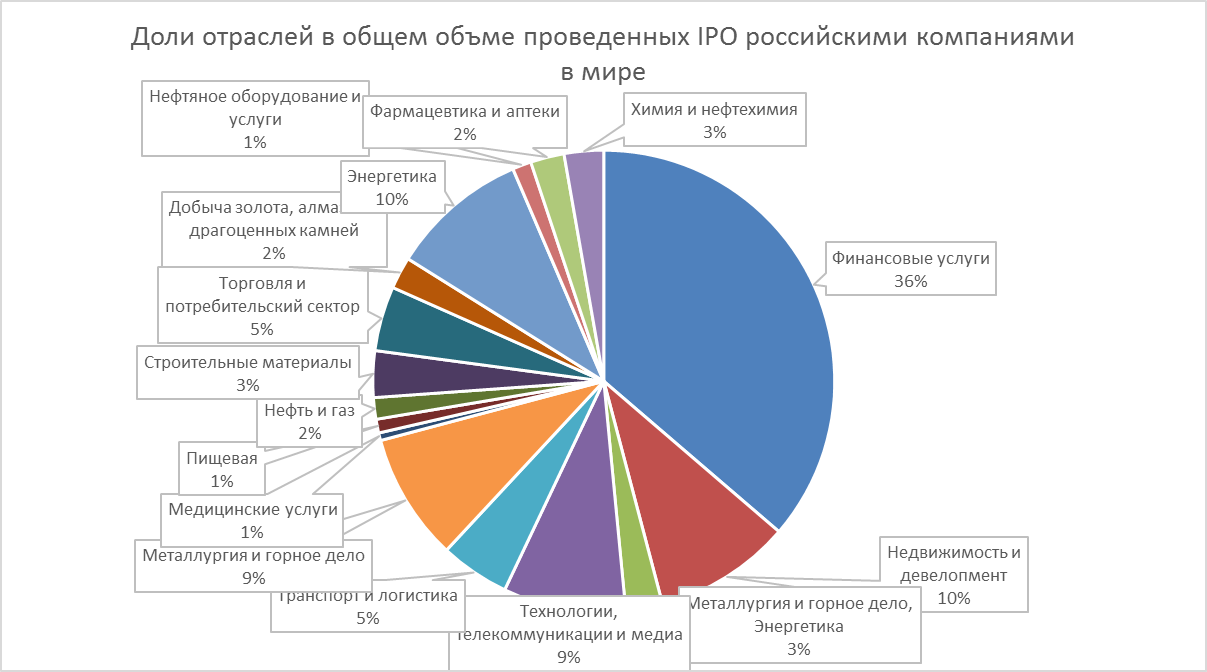 Доли отраслей в общем объме проведенных IPO российскими компаниями
в мире
Нефтяное оборудование и
услуги
1%
Фармацевтика и аптеки
2%
Химия и нефтехимия
3%
Энергетика
10%
Добыча золота,
драгоценных камней
2%
Финансовые услуги
36%
Торговля и
потребительский сектор
5%
Строительные материалы
3%
Нефть и газ
2%
Пищевая
1%
Медицинские услуги
1%
Металлургия и горное дело
9%
Транспорт и логистика
5%
Технологии,
телекоммуникации и медиа
9%
Металлургия и горное дело,
Энергетика
3%
Недвижимость и
девелопмент
10%